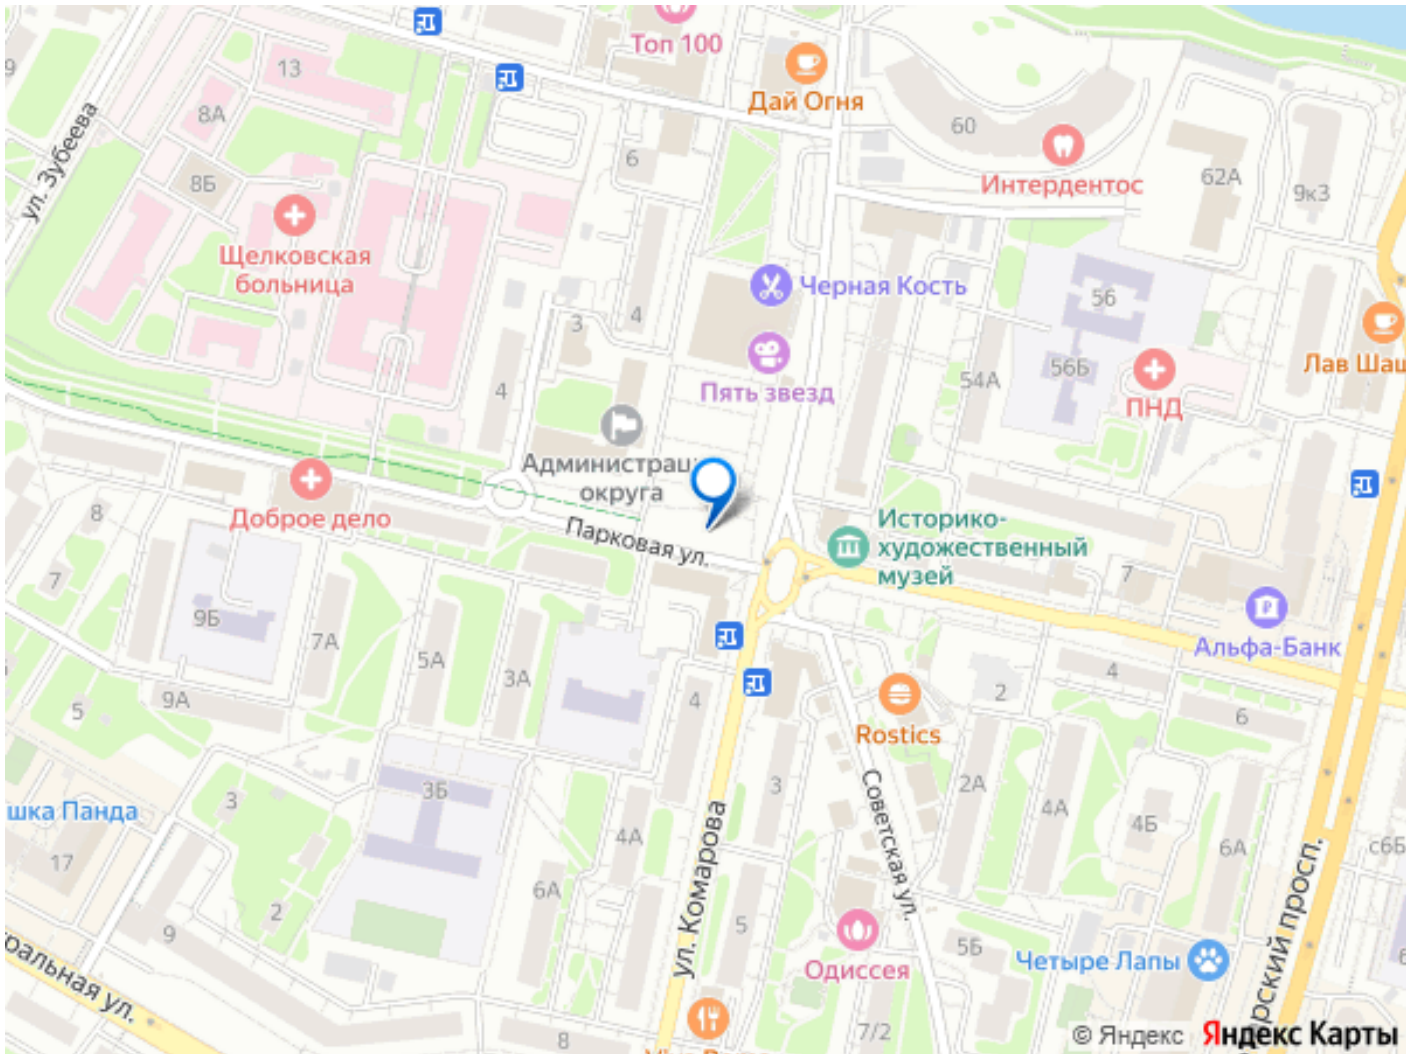 Топ 100
Дай Огня
13
9
8А
60
6
ул. Зубеева
8Б
Интердентос
62А
9к3
Щелковская
больница
Черная Кость
56
4
3
Пять звезд
54А
56Б
Лав Шаш
4
ПНД
Администрац
округа
Доброе дело
8
Парковая ул.
Историко-
художественный
музей
7
7
9Б
7А
5А
3А
Альфа-Банк
4
2
4
6
9А
5
Rostics
3Б
3
2А
шка Панда
3
4А
4А
4Б
6А
с6Б
17
ул. Комарова
Советская ул.
6А
2
5
9
5Б
Одиссея
Четыре Лапы
рский просп.
ральная ул.
8
7/2
6
© Яндекс
Яндекс Карты